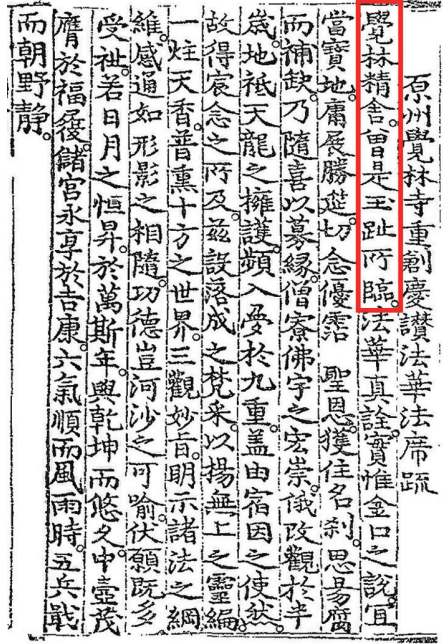 原州覺林寺重創慶讃法華法席疏
覺林精舍。曾是玉趾所臨。法華眞詮。實惟金口之說。宜
當寶地。庸展勝筵。切念優霑 聖恩。獲住名刹。思易腐
而補缺。乃隨喜以募緣。僧寮佛宇之宏崇。俄改觀於半
歲。地祇天龍之擁護。頻入夢於九重。盖由宿因之使然。
故得宸念之所及。玆設落成之梵采。以揚無上之靈編。
一炷天香。普熏十方之世界。三觀妙旨。明示諸法之綱
維。感通如形影之相隨。功德豈河沙之可喩。伏願旣多
受祉。若日月之恒昇。於萬斯年。與乾坤而悠久。中壺茂
膺於福履。儲宮永享於吉康。六氣順而風雨時。五兵戢
而朝野靜。